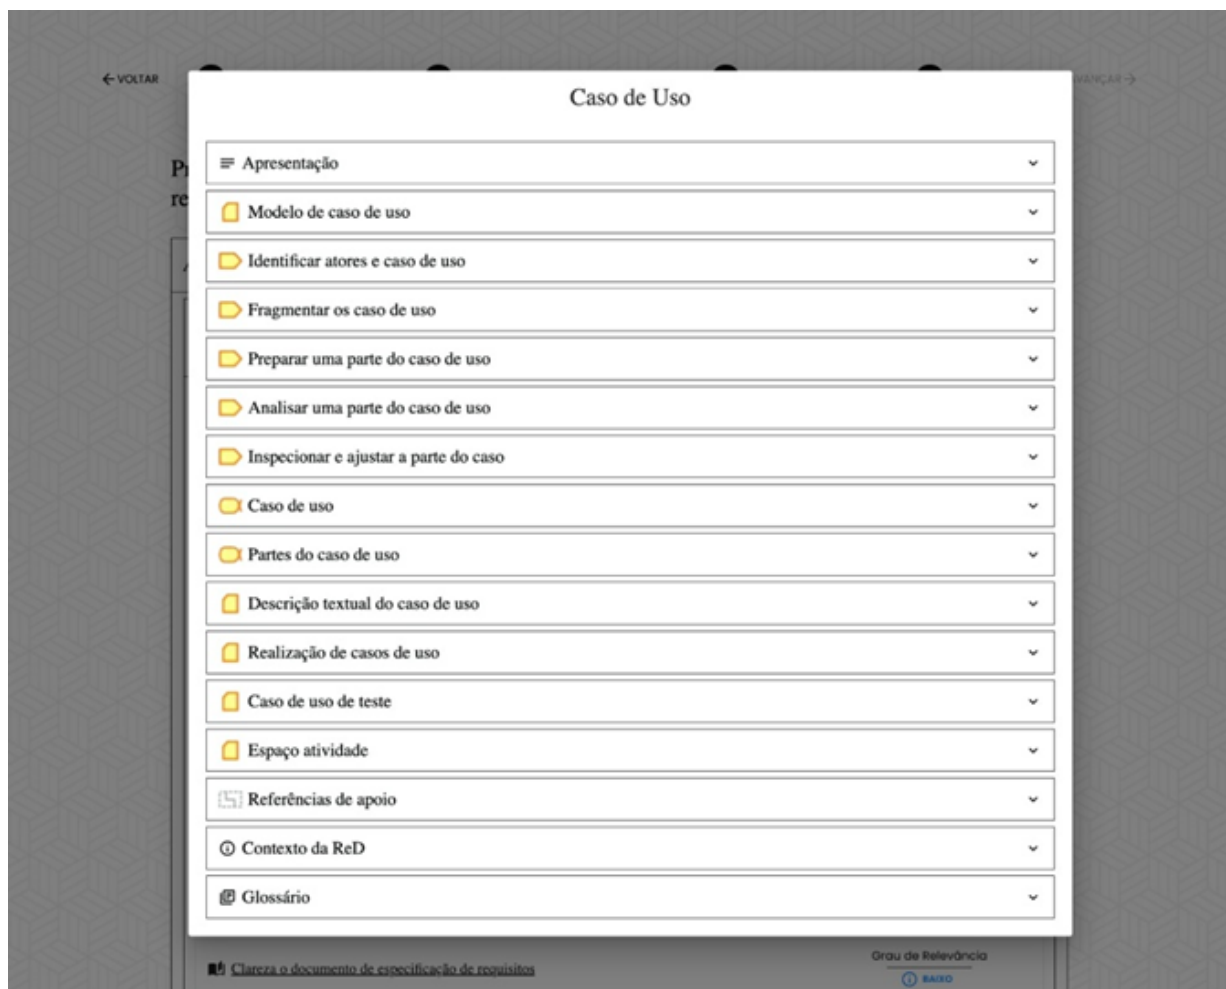 ←VOLTAR
AVANÇAR→
Caso de Uso
Apresentação
Modelo de caso de uso
Identificar atores e caso de uso
Fragmentar os caso de uso
Preparar uma parte do caso de uso
Analisar uma parte do caso de uso
Inspecionar e ajustar a parte do caso
Caso de uso
Partes do caso de uso
Descrição textual do caso de uso
Realização de casos de uso
Caso de uso de teste
Espaço atividade
Referências de apoio
Contexto da ReD
Glossário
Grau de Relevância
Clareza o documento de especificação de requisitos
BAIXO